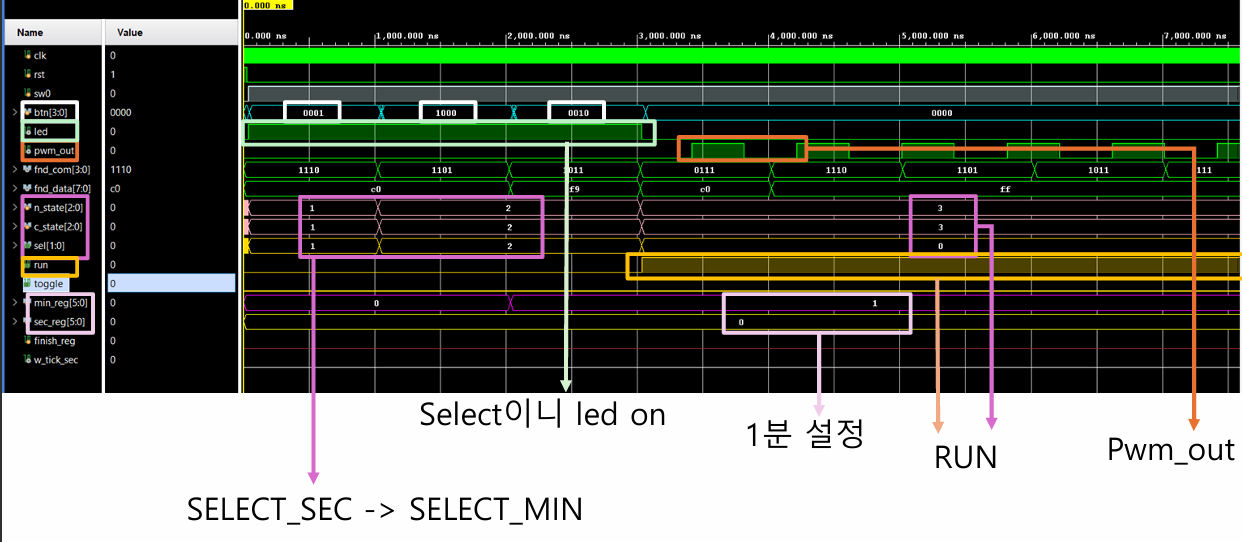 0.000 ns
Name Value
0.000 ns 1,000.000 ns 2,000.000 ns 3,000.000 ns 4,000.000 ns 5,000.000 ns 6,000.000 ns 7,000.000 ns
clk 0
rst 1
sw0 0
btn[3:0] 0000 0001 1000 0010 0000
led 0
pwm_out 0
fnd_com[3:0] 1110 1110 1101 1011 0111 1110 1101 1011 111
fnd_data[7:0] c0 c0 f9 c0 ff
n_state[2:0] 0 1 2 3
c_state[2:0] 0 1 2 3
sel[1:0] 0 1 2 0
run 0
toggle 0
min_reg[5:0] 0 0 1
sec_reg[5:0] 0 0
finish_reg 0
w_tick_sec 0
Select이니 led on
1분 설정
RUN
Pwm_out
SELECT_SEC -> SELECT_MIN